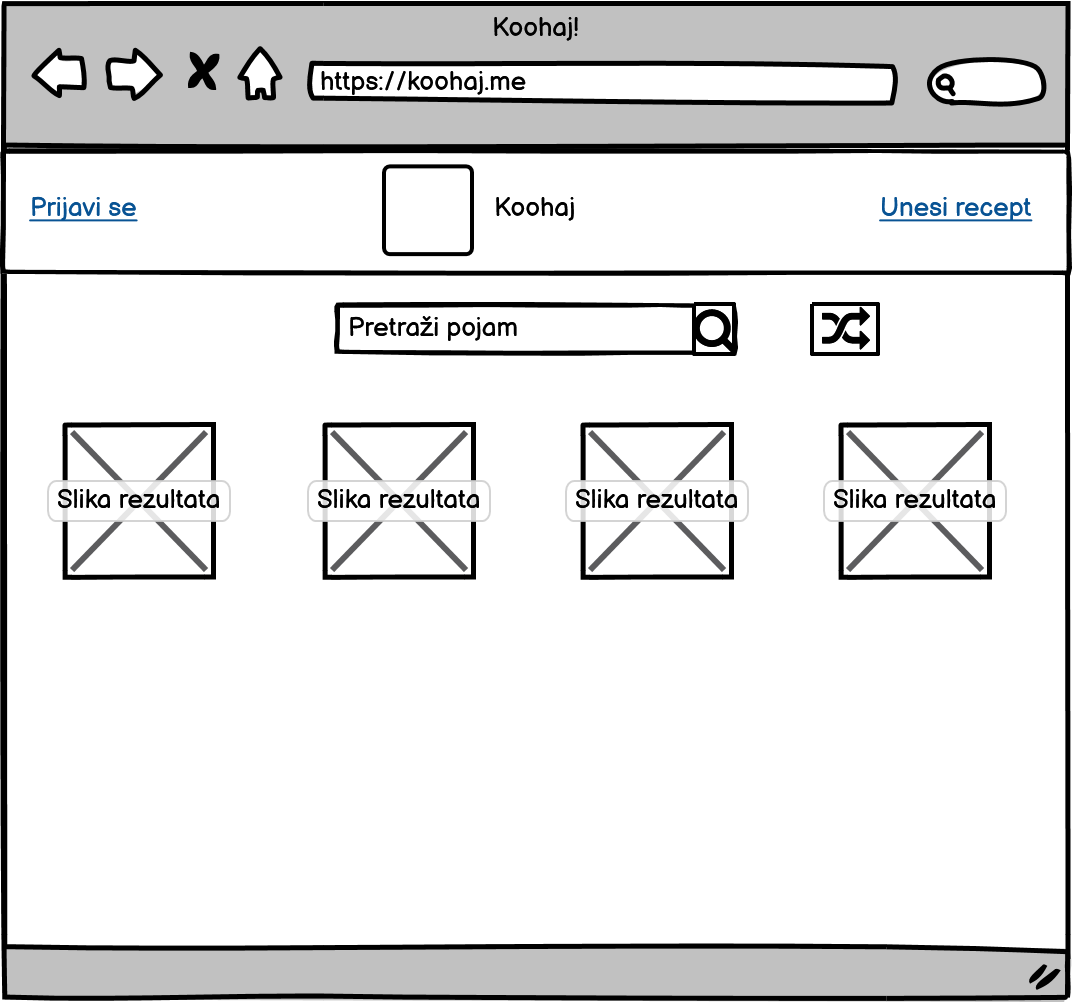 Koohaj!
https://koohaj.me
Prijavi se
Koohaj
Unesi recept
Pretraži pojam
Slika rezultata
Slika rezultata
Slika rezultata
Slika rezultata